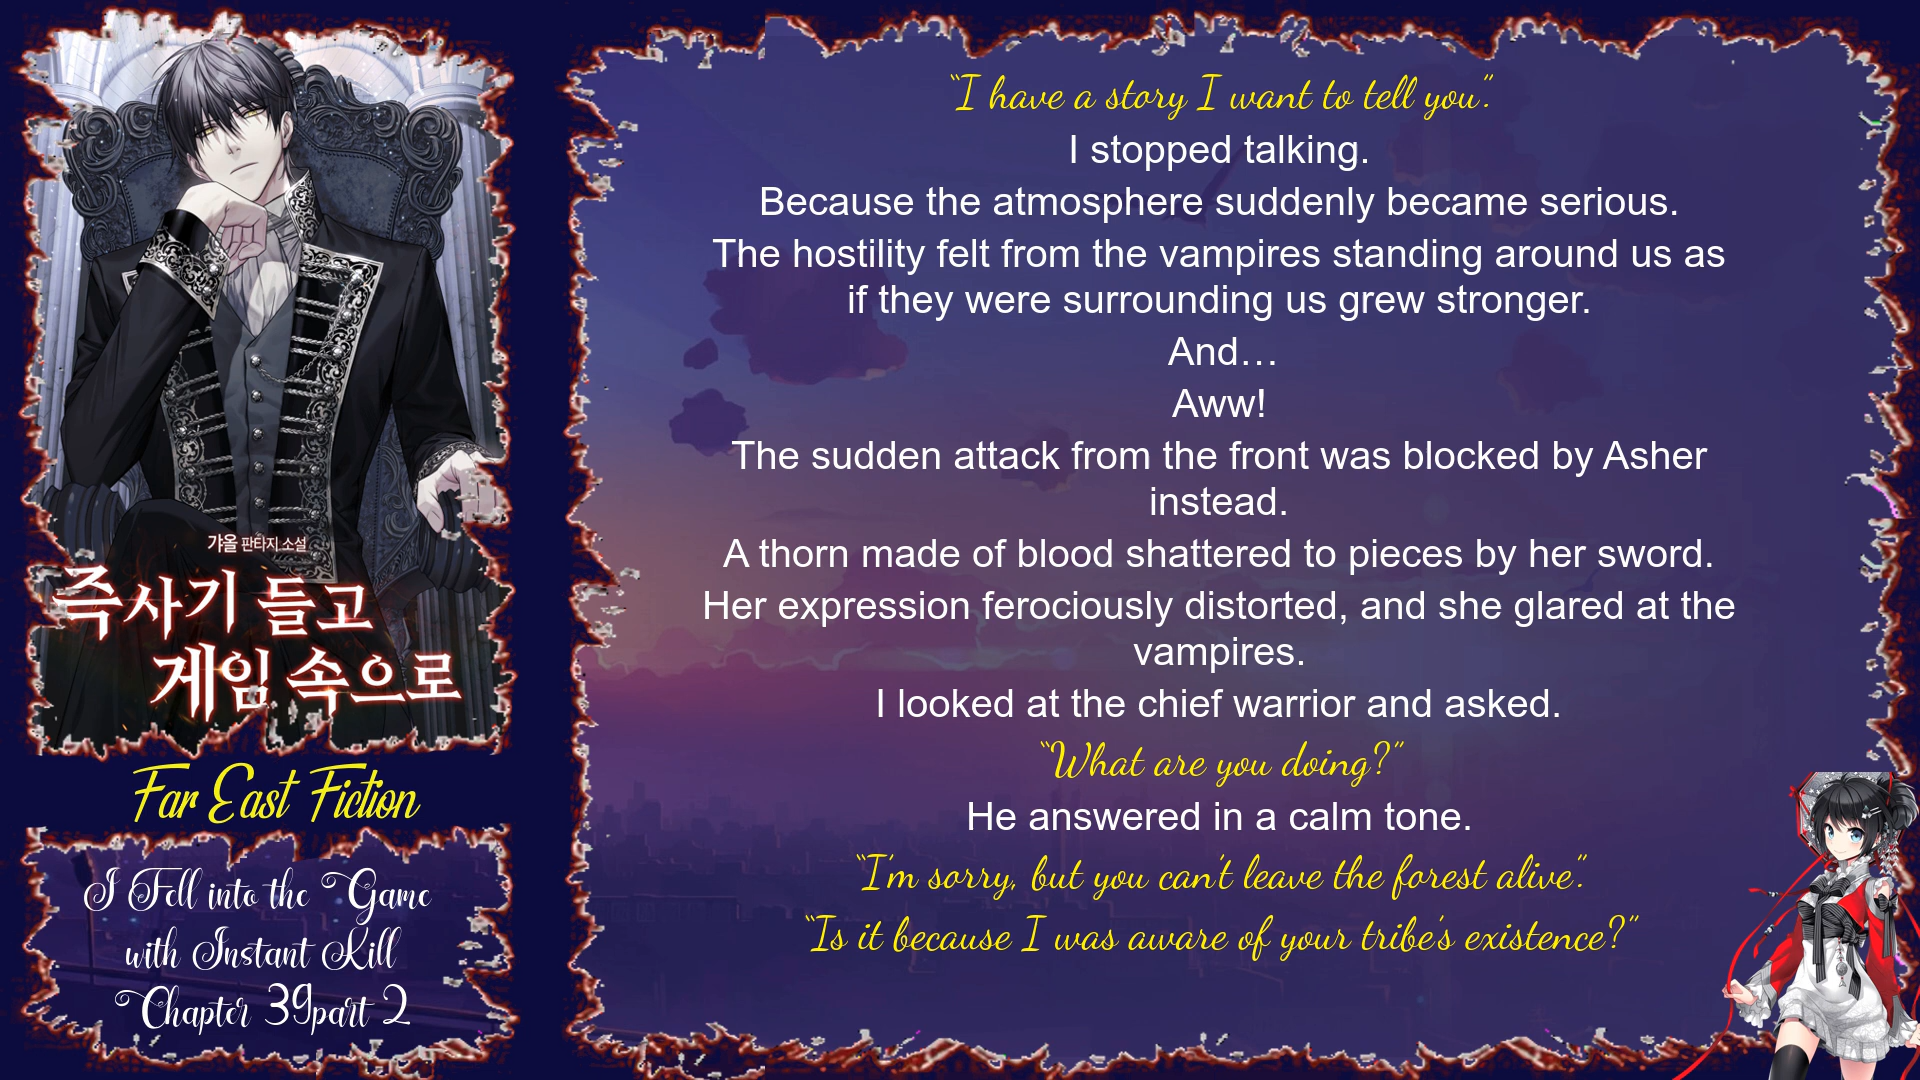 갸올 판타지 소설
즉사기 들고
게임 속으로
Far East Fiction
I Fell into the Game
with Instant Kill
Chapter 39part 2
“I have a story I want to tell you”.
I stopped talking.
Because the atmosphere suddenly became serious.
The hostility felt from the vampires standing around us as
if they were surrounding us grew stronger.
And…
Aww!
The sudden attack from the front was blocked by Asher
instead.
A thorn made of blood shattered to pieces by her sword.
Her expression ferociously distorted, and she glared at the
vampires.
I looked at the chief warrior and asked.
“What are you doing?”
He answered in a calm tone.
“I’m sorry, but you can’t leave the forest alive”.
“Is it because I was aware of your tribe’s existence?”